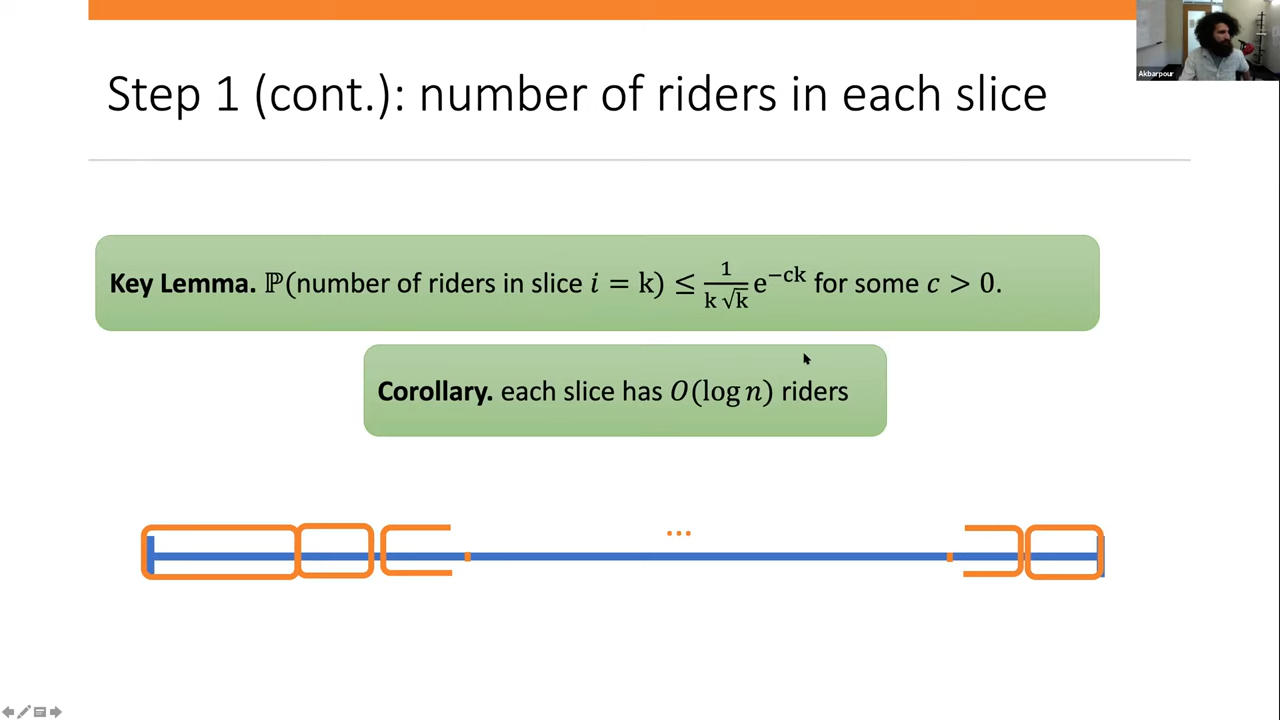 Akbarpour
Step 1 (cont.): number of riders in each slice
Key Lemma. ℙ(number of riders in slice i = k) ≤ 1/(k √k) e^(−ck) for some c > 0.
Corollary. each slice has O(log n) riders
...